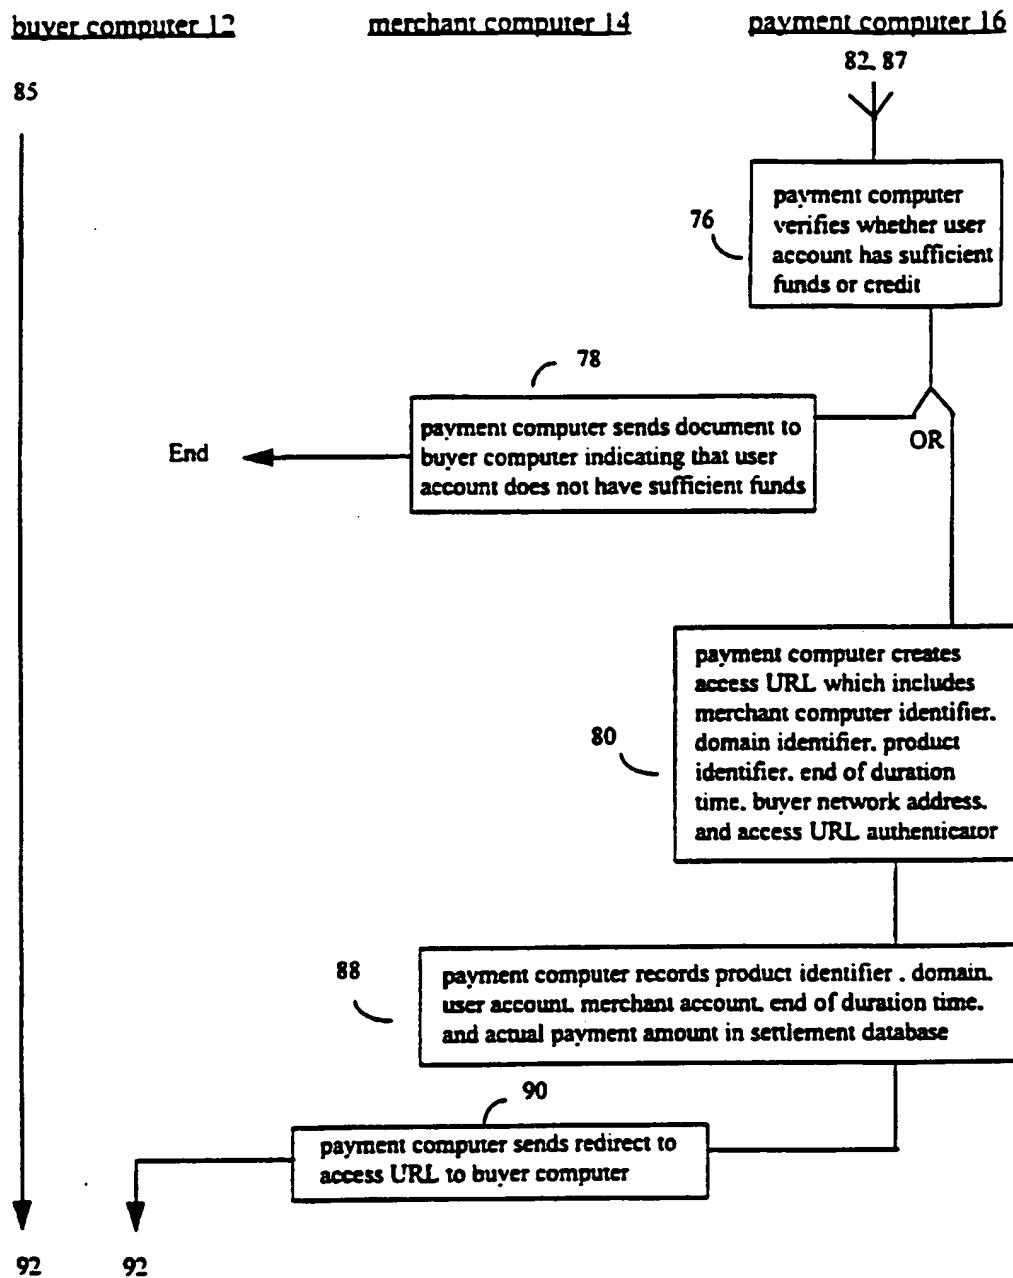 buyer computer 12 merchant computer 14 payment computer 16
82 87
85
payment computer
verifies whether user
account has sufficient
funds or credit
76
78
payment computer sends document to
buyer computer indicating that user
account does not have sufficient funds
End
OR
payment computer creates
access URL which includes
merchant computer identifier.
domain identifier. product
identifier. end of duration
time. buyer network address.
and access URL authenticator
80
88
payment computer records product identifier . domain.
user account. merchant account. end of duration time.
and actual payment amount in settlement database
90
payment computer sends redirect to
access URL to buyer computer
92 92